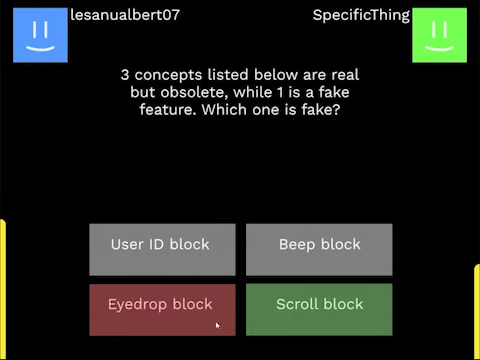 lesanualbert07
SpecificThing
3 concepts listed below are real
but obsolete, while 1 is a fake
feature. Which one is fake?
User ID block
Beep block
Eyedrop block
Scroll block